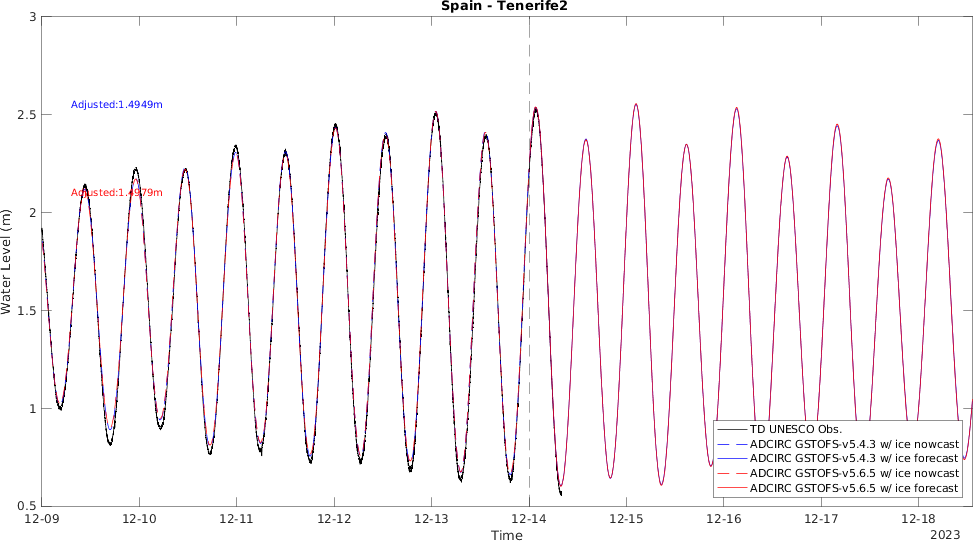 Spain - Tenerife2
3
2.5
2
1.5
1
0.5
Water Level (m)
Adjusted:1.4949m
Adjusted:1.4979m
TD UNESCO Obs.
ADCIRC GSTOFS-v5.4.3 w/ ice nowcast
ADCIRC GSTOFS-v5.4.3 w/ ice forecast
ADCIRC GSTOFS-v5.6.5 w/ ice nowcast
ADCIRC GSTOFS-v5.6.5 w/ ice forecast
12-09 12-10 12-11 12-12 12-13 12-14 12-15 12-16 12-17 12-18
Time
2023